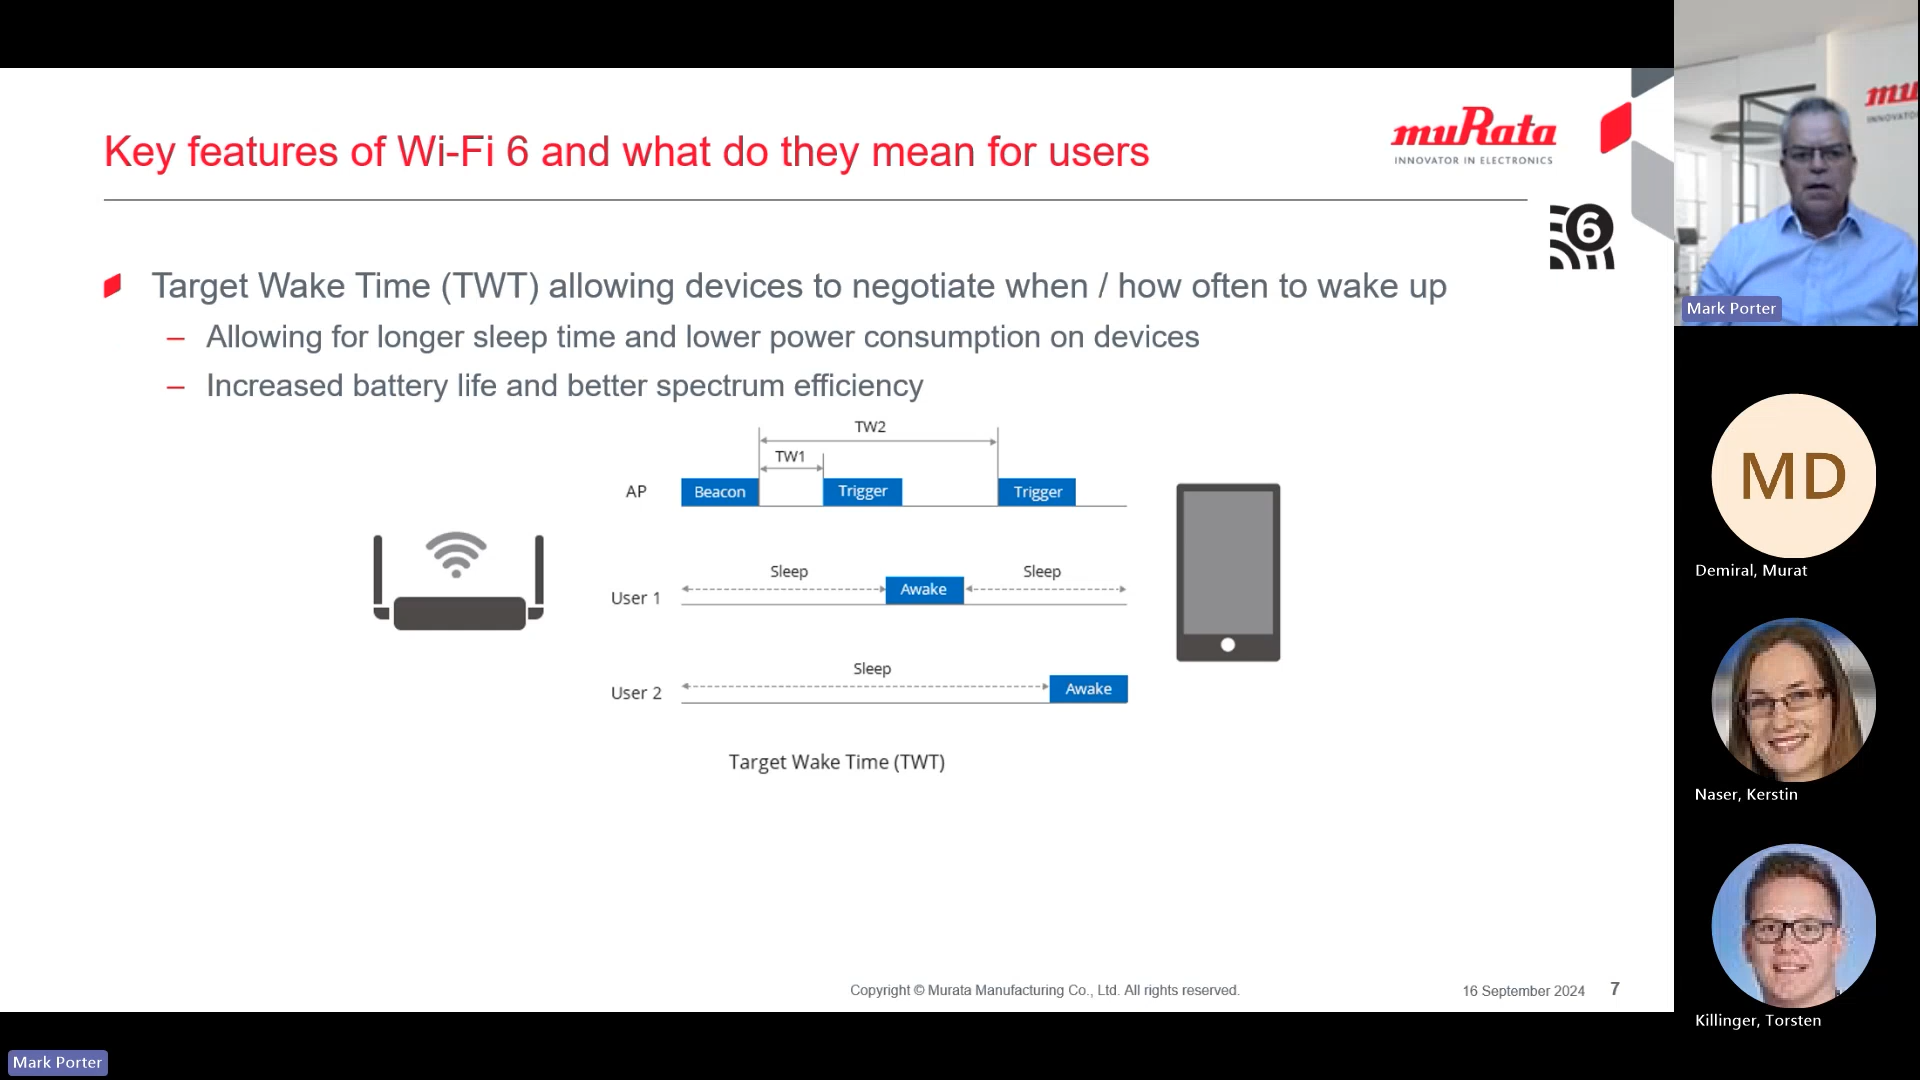 Key features of Wi-Fi 6 and what do they mean for users
muRata
INNOVATOR IN ELECTRONICS
6
Target Wake Time (TWT) allowing devices to negotiate when / how often to wake up
– Allowing for longer sleep time and lower power consumption on devices
– Increased battery life and better spectrum efficiency
TW2
TW1
AP
Beacon
Trigger
Trigger
Sleep
Sleep
User 1
Awake
Sleep
User 2
Awake
Target Wake Time (TWT)
Copyright © Murata Manufacturing Co., Ltd. All rights reserved.
16 September 2024
7
Mark Porter
muR
INNOVATO
Mark Porter
MD
Demiral, Murat
Naser, Kerstin
Killinger, Torsten